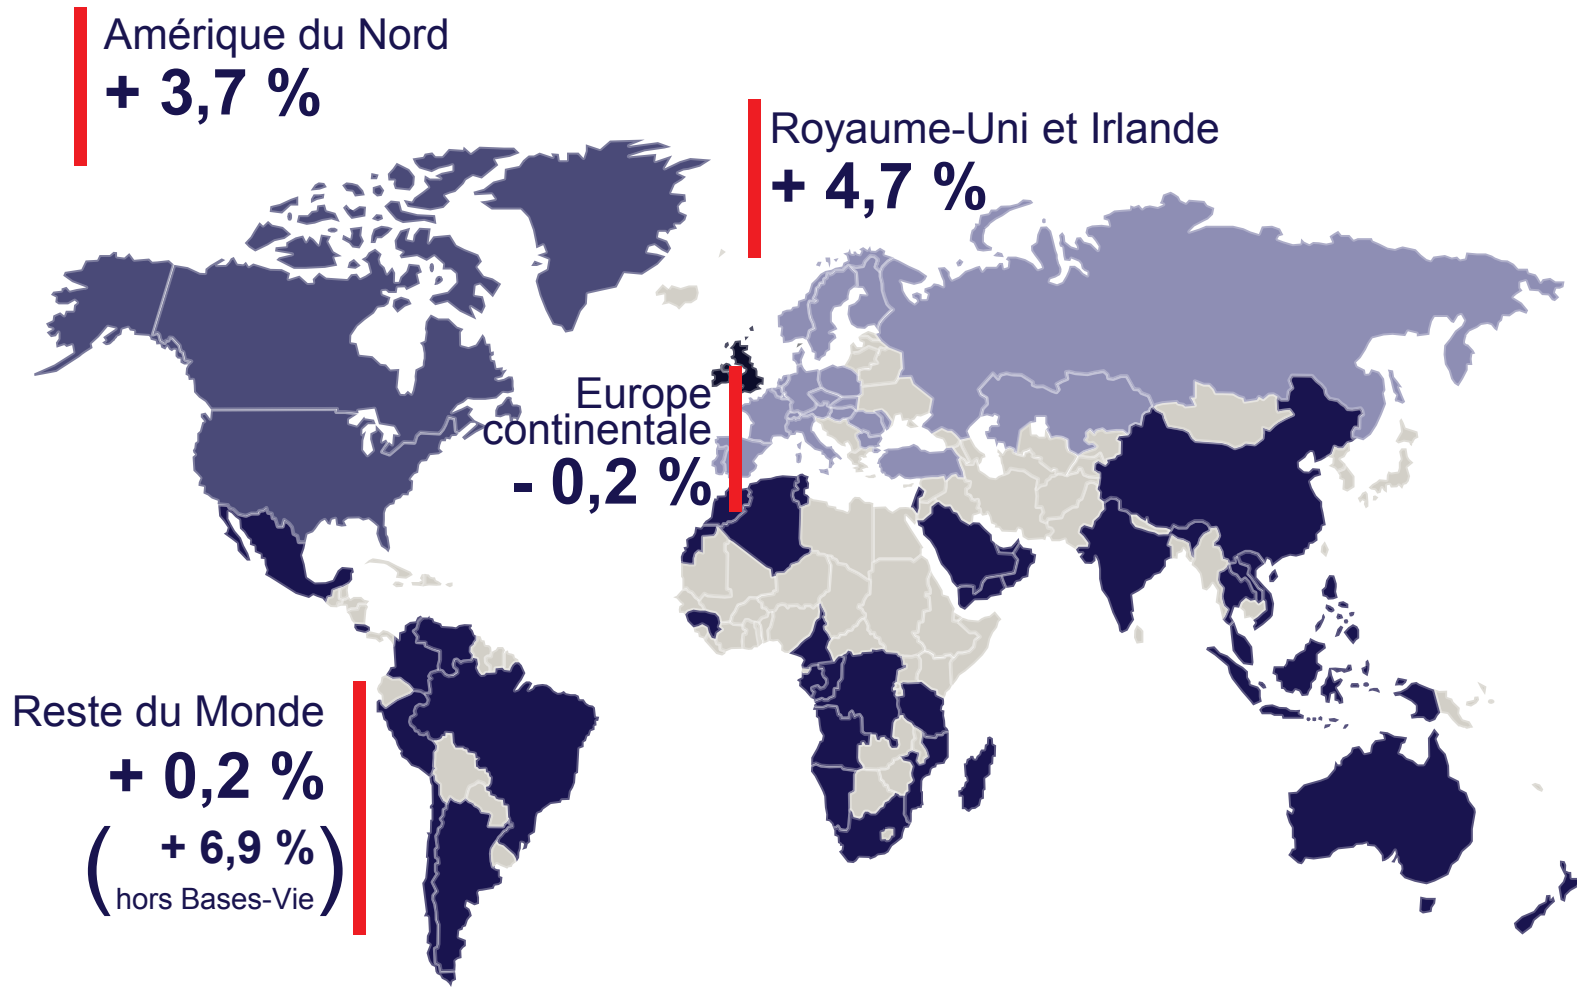 Amérique du Nord
+ 3,7 %
Royaume-Uni et Irlande
+ 4,7 %
Europe
continentale
- 0,2 %
Reste du Monde
+ 0,2 %
( + 6,9 % )
hors Bases-Vie